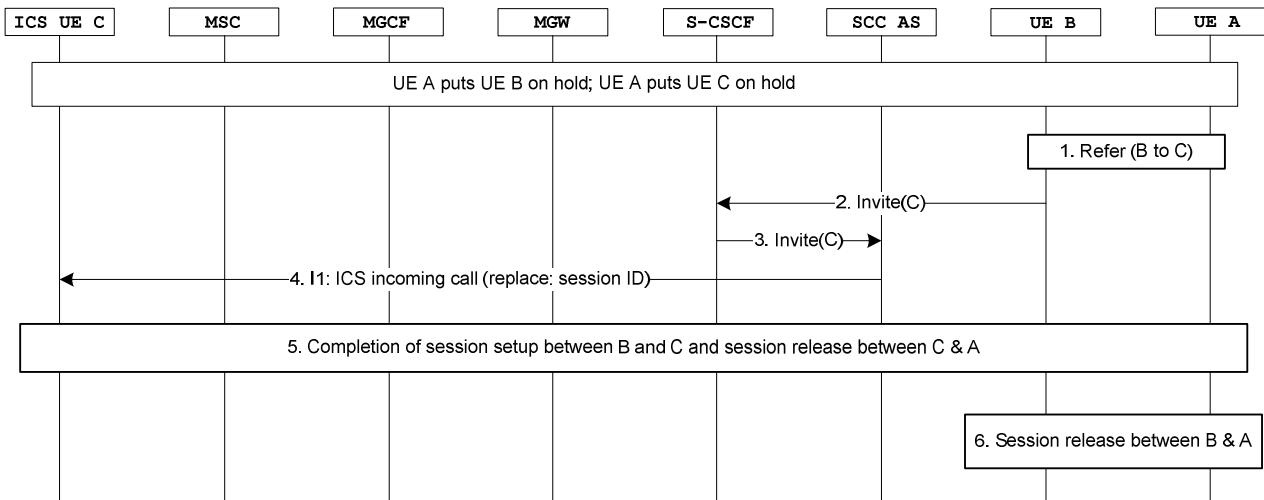 ICS UE C
MSC
MGCF
MGW
S-CSCF
SCC AS
UE B
UE A
UE A puts UE B on hold; UE A puts UE C on hold
1. Refer (B to C)
2. Invite(C)
3. Invite(C)
4. I1: ICS incoming call (replace: session ID)
5. Completion of session setup between B and C and session release between C & A
6. Session release between B & A